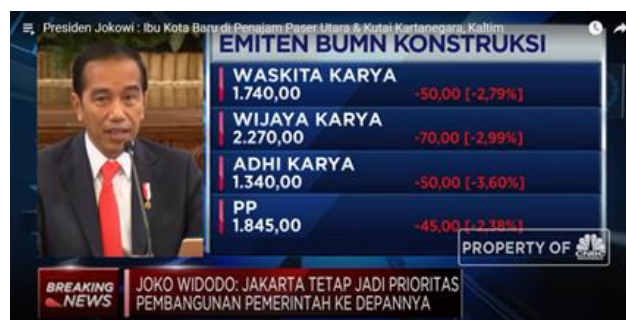 Presiden Jokowi : Ibu Kota Baru di Penajam Paser Utara & Kutai Kartanegara, Kaltim
EMITEN BUMN KONSTRUKSI
WASKITA KARYA
1.740,00 -50,00 [-2,79%]
WIJAYA KARYA
2.270,00 -70,00 [-2,99%]
ADHI KARYA
1.340,00 -50,00 [-3,60%]
PP
1.845,00 -45,00 [-2,38%]
PROPERTY OF CNBC
BREAKING NEWS
JOKO WIDODO: JAKARTA TETAP JADI PRIORITAS
PEMBANGUNAN PEMERINTAH KE DEPANNYA